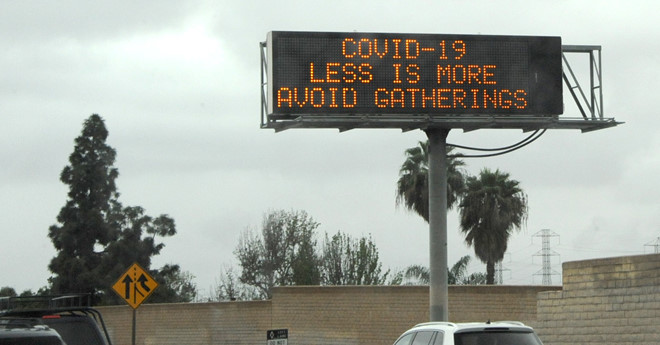 COVID-19
LESS IS MORE
AVOID GATHERINGS